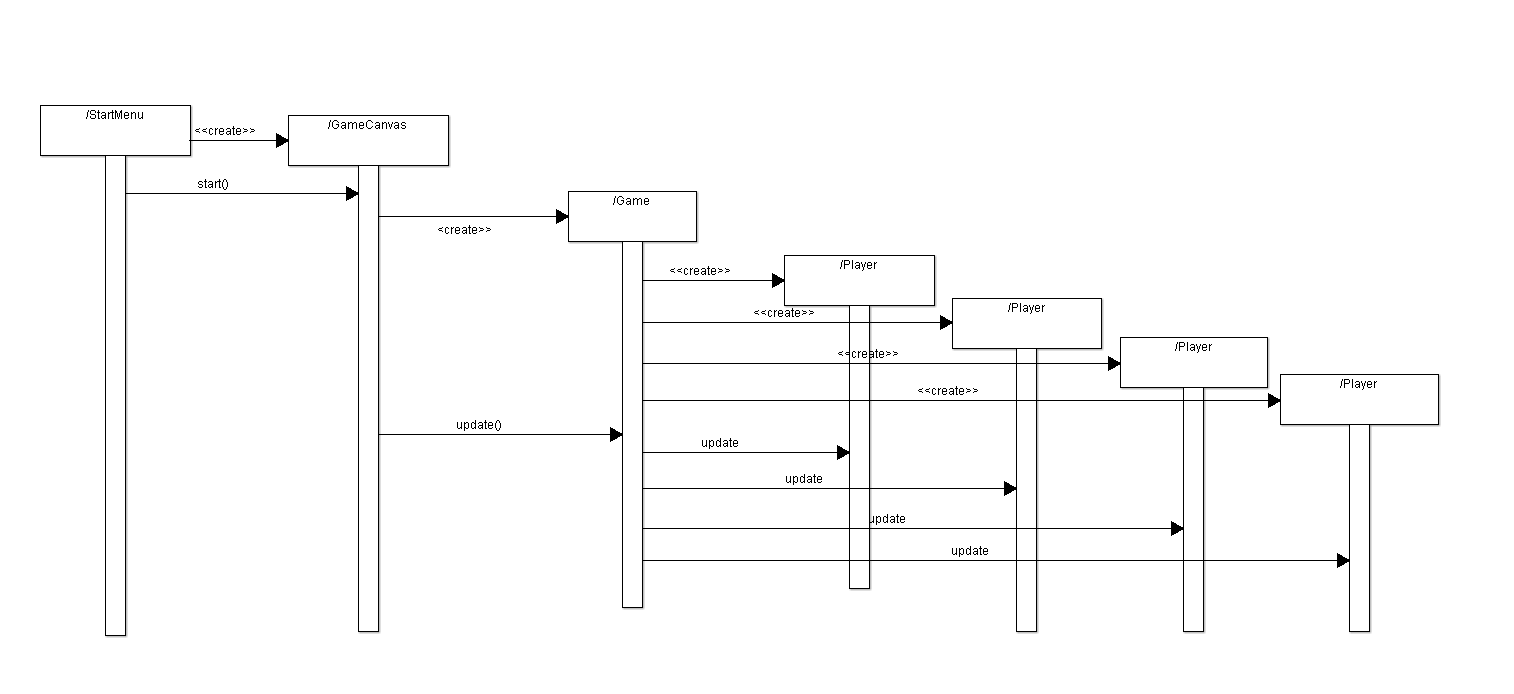 /StartMenu
<<create>>
/GameCanvas
start()
<create>>
/Game
<<create>>
/Player
<<create>>
/Player
<<create>>
/Player
<<create>>
/Player
update()
update
update
update
update